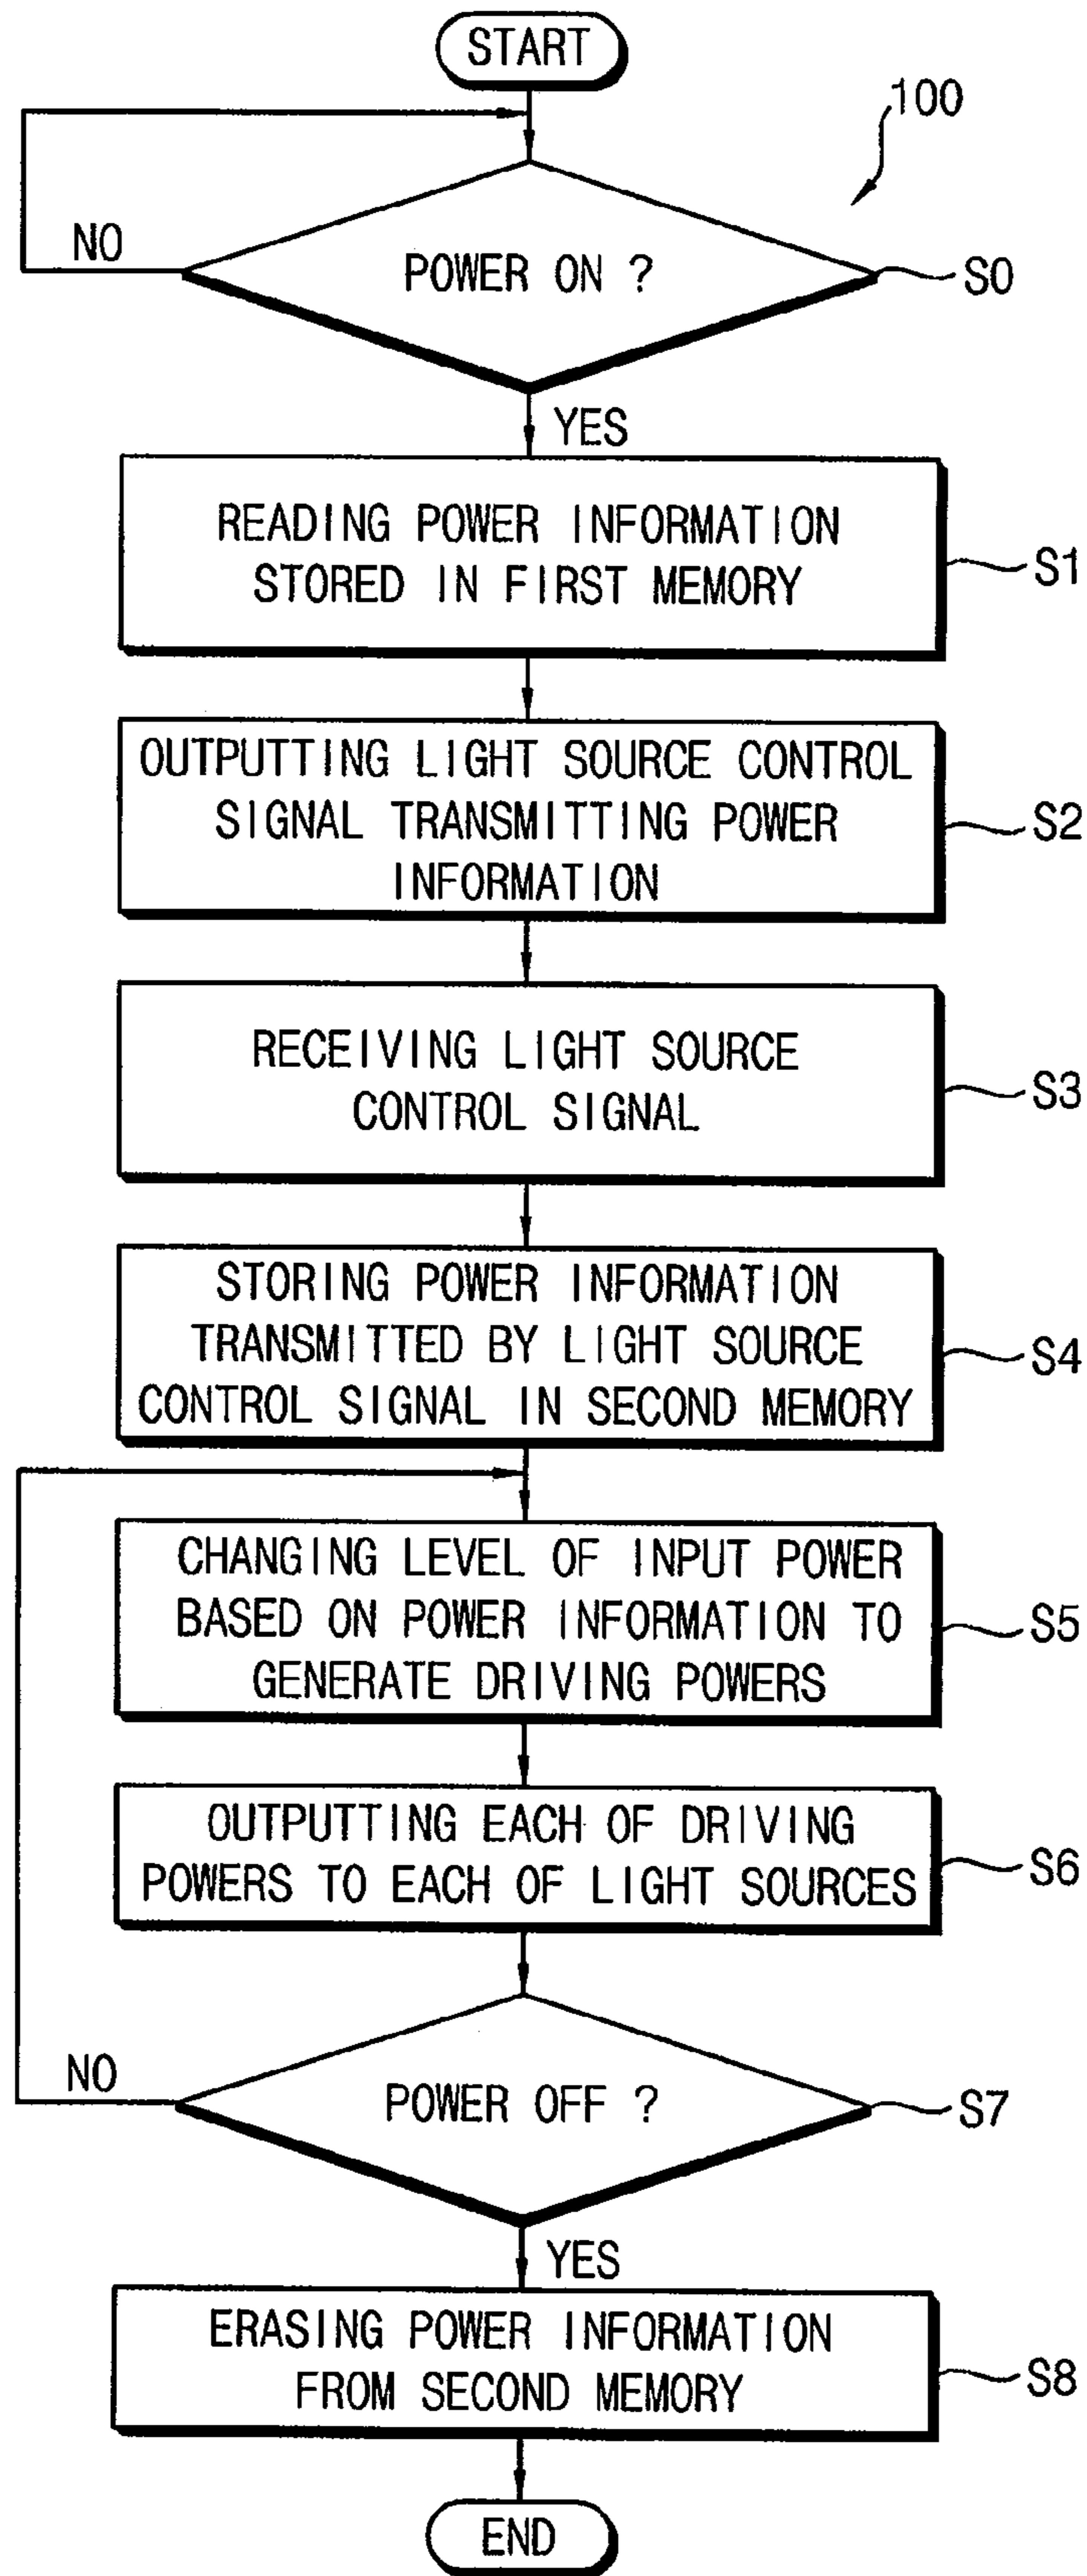 START
100
NO
POWER ON ?
S0
YES
READING POWER INFORMATION
STORED IN FIRST MEMORY
S1
OUTPUTTING LIGHT SOURCE CONTROL
SIGNAL TRANSMITTING POWER
INFORMATION
S2
RECEIVING LIGHT SOURCE
CONTROL SIGNAL
S3
STORING POWER INFORMATION
TRANSMITTED BY LIGHT SOURCE
CONTROL SIGNAL IN SECOND MEMORY
S4
CHANGING LEVEL OF INPUT POWER
BASED ON POWER INFORMATION TO
GENERATE DRIVING POWERS
S5
OUTPUTTING EACH OF DRIVING
POWERS TO EACH OF LIGHT SOURCES
S6
NO
POWER OFF ?
S7
YES
ERASING POWER INFORMATION
FROM SECOND MEMORY
S8
END